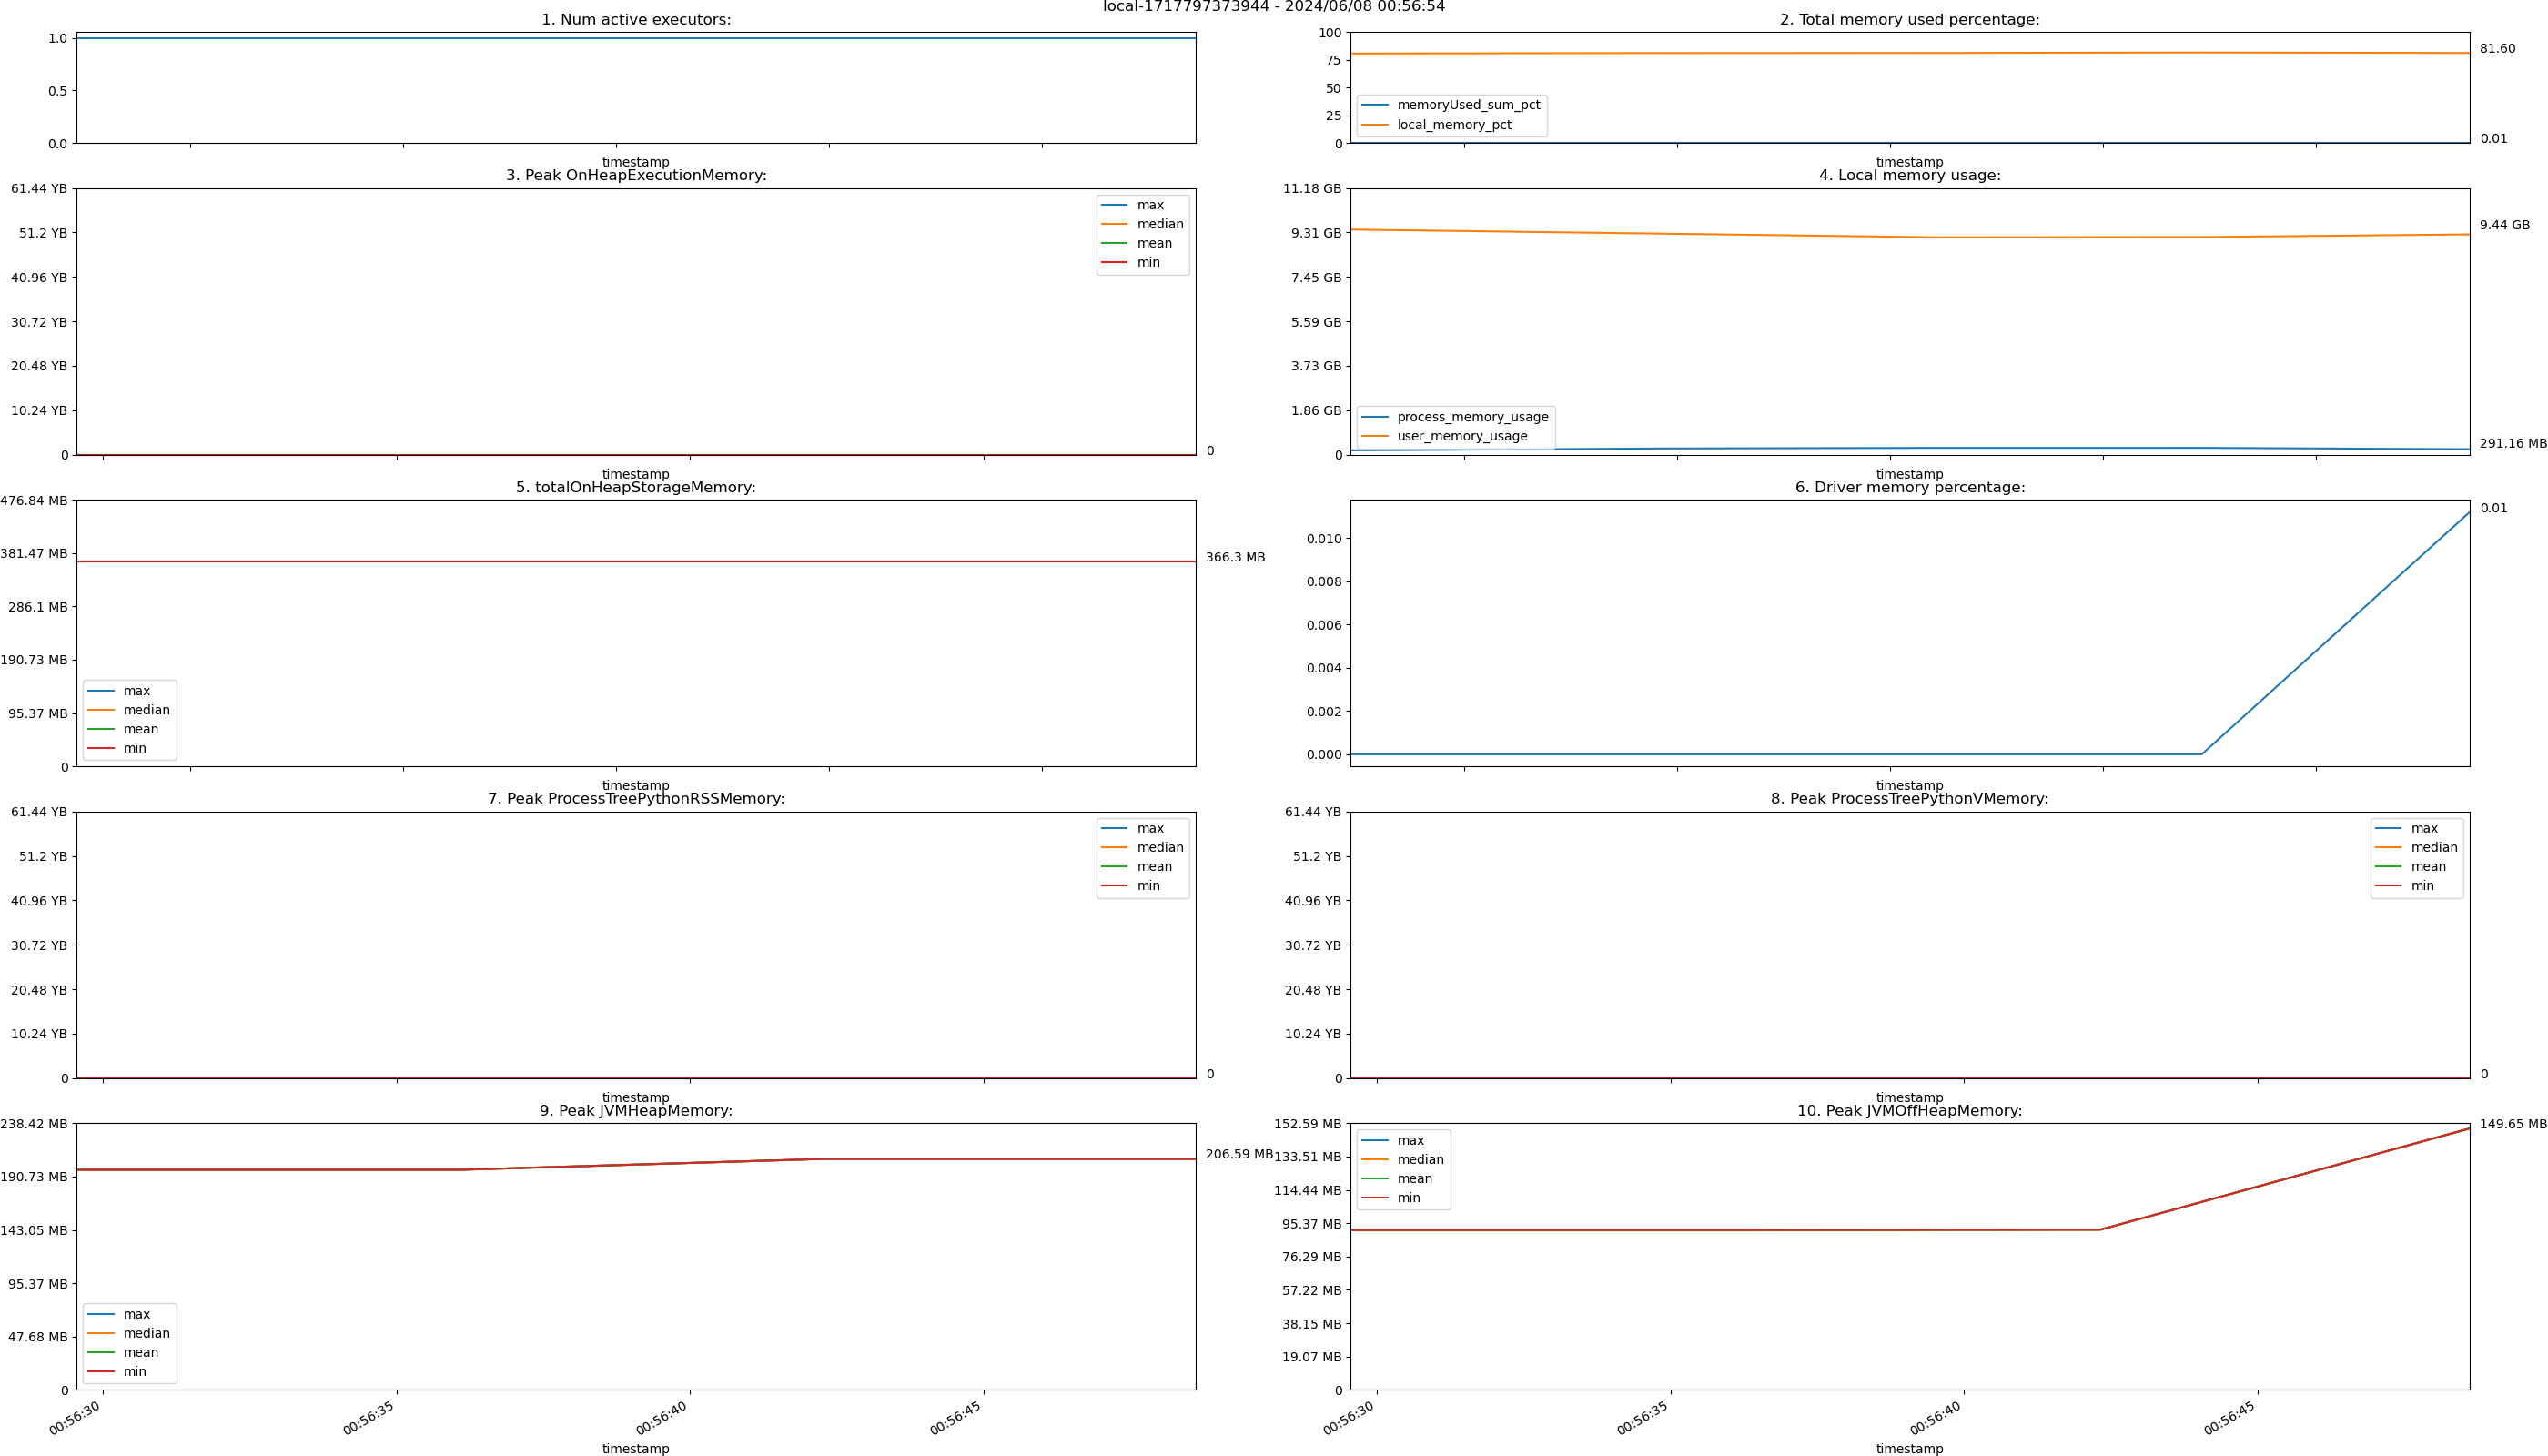 local-1717797373944 - 2024/06/08 00:56:54
1. Num active executors:
1.0
0.5
0.0
timestamp
2. Total memory used percentage:
100
75
50
25
0
memoryUsed_sum_pct
local_memory_pct
81.60
0.01
timestamp
3. Peak OnHeapExecutionMemory:
61.44 YB
51.2 YB
40.96 YB
30.72 YB
20.48 YB
10.24 YB
0
max
median
mean
min
0
timestamp
4. Local memory usage:
11.18 GB
9.31 GB
7.45 GB
5.59 GB
3.73 GB
1.86 GB
0
process_memory_usage
user_memory_usage
9.44 GB
291.16 MB
timestamp
5. totalOnHeapStorageMemory:
476.84 MB
381.47 MB
286.1 MB
190.73 MB
95.37 MB
0
max
median
mean
min
366.3 MB
timestamp
6. Driver memory percentage:
0.010
0.008
0.006
0.004
0.002
0.000
0.01
timestamp
7. Peak ProcessTreePythonRSSMemory:
61.44 YB
51.2 YB
40.96 YB
30.72 YB
20.48 YB
10.24 YB
0
max
median
mean
min
0
timestamp
8. Peak ProcessTreePythonVMemory:
61.44 YB
51.2 YB
40.96 YB
30.72 YB
20.48 YB
10.24 YB
0
max
median
mean
min
0
timestamp
9. Peak JVMHeapMemory:
238.42 MB
190.73 MB
143.05 MB
95.37 MB
47.68 MB
0
max
median
mean
min
206.59 MB
00:56:30
00:56:35
00:56:40
00:56:45
timestamp
10. Peak JVMOffHeapMemory:
152.59 MB
133.51 MB
114.44 MB
95.37 MB
76.29 MB
57.22 MB
38.15 MB
19.07 MB
0
max
median
mean
min
149.65 MB
00:56:30
00:56:35
00:56:40
00:56:45
timestamp